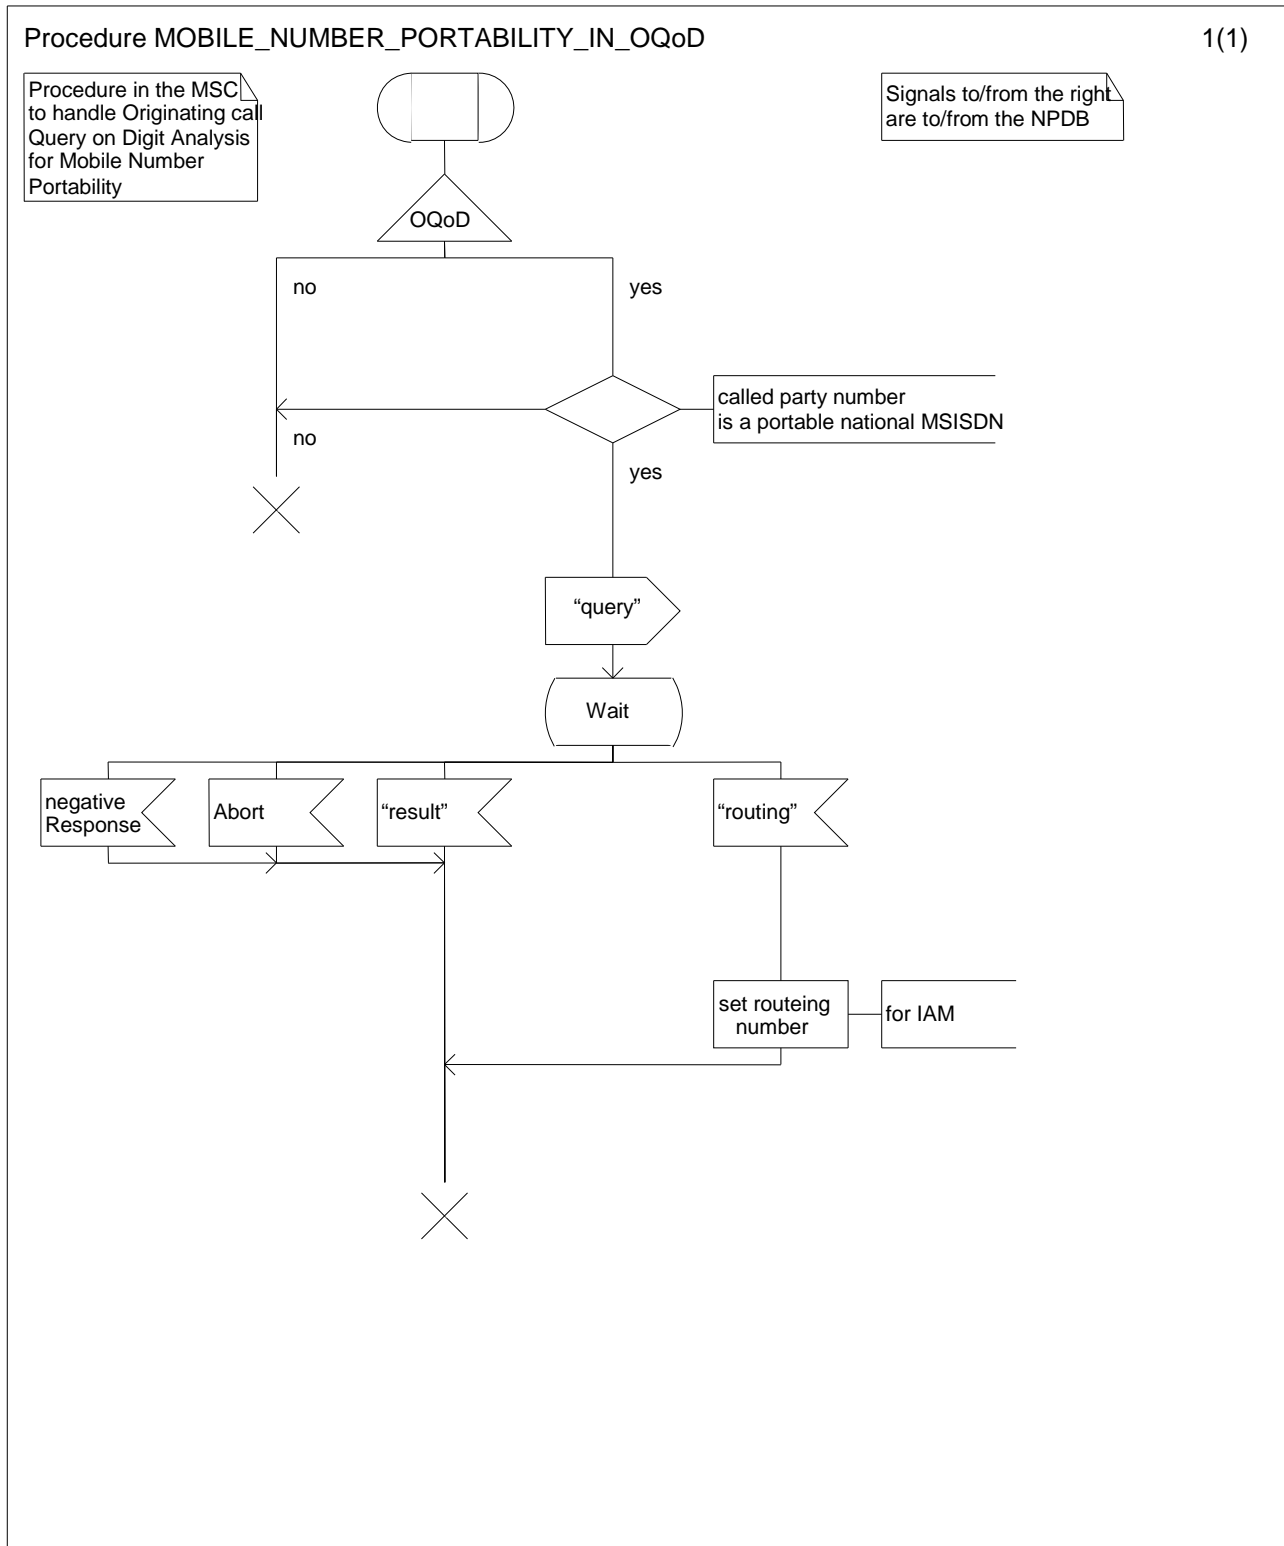 Procedure MOBILE_NUMBER_PORTABILITY_IN_OQoD
1(1)
Procedure in the MSC
to handle Originating call
Query on Digit Analysis
for Mobile Number
Portability
Signals to/from the right
are to/from the NPDB
OQoD
no
yes
called party number
is a portable national MSISDN
no
yes
“query”
Wait
negative
Response
Abort
“result”
“routing”
set routeing
number
for IAM